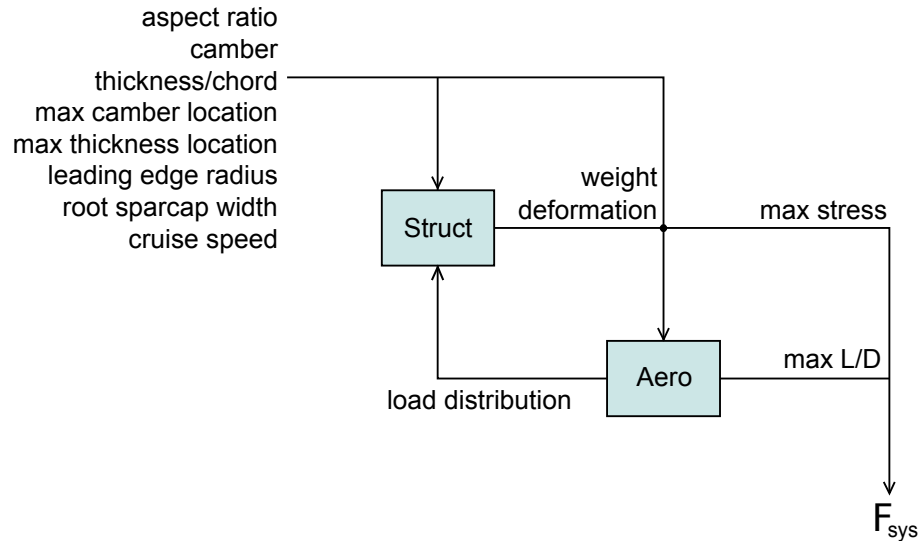 aspect ratio
camber
thickness/chord
max camber location
max thickness location
leading edge radius
root sparcap width
cruise speed
Struct
weight
deformation
max stress
Aero
max L/D
load distribution
Fsys